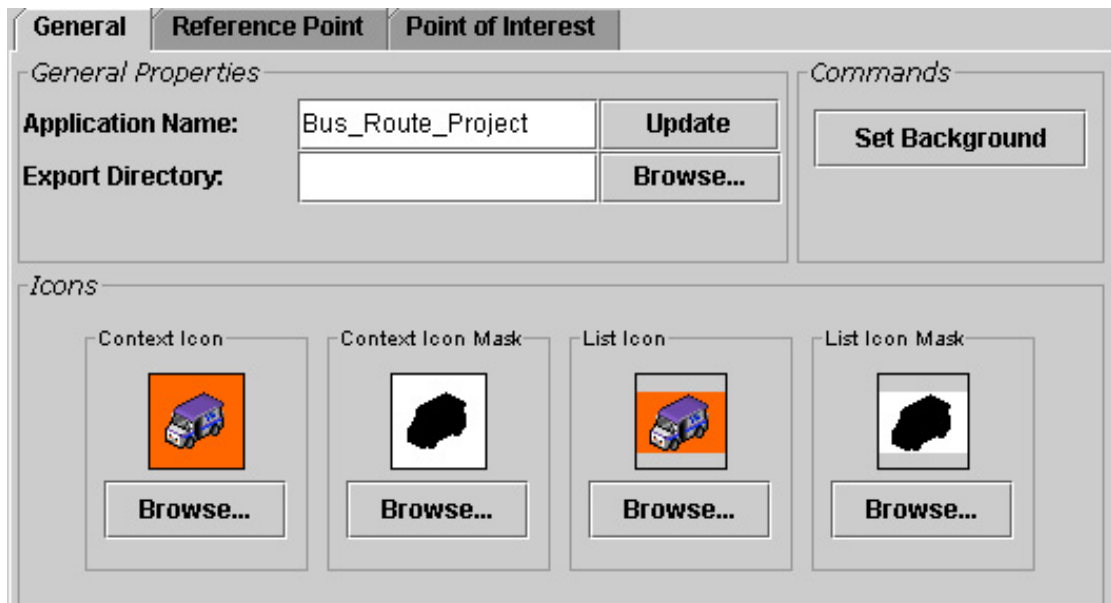 General Reference Point Point of Interest
General Properties Commands
Application Name: Bus_Route_Project Update Set Background
Export Directory: Browse...
Icons
Context Icon Context Icon Mask List Icon List Icon Mask
Browse... Browse... Browse... Browse...